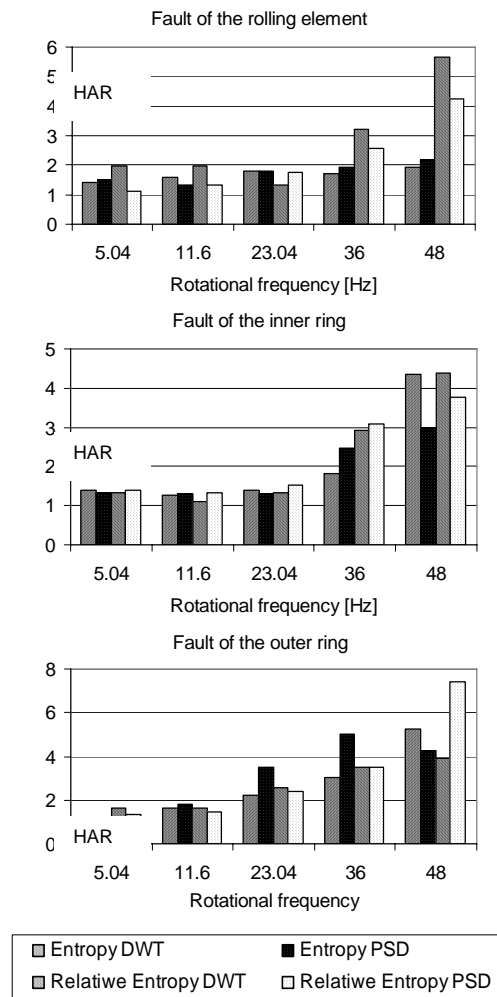 Fault of the rolling element
6
5
HAR
4
3
2
1
0
5.04 11.6 23.04 36 48
Rotational frequency [Hz]
Fault of the inner ring
5
4
3
HAR
2
1
0
5.04 11.6 23.04 36 48
Rotational frequency [Hz]
Fault of the outer ring
8
6
4
2
HAR
0
5.04 11.6 23.04 36 48
Rotational frequency
Entropy DWT Entropy PSD
Relatiwe Entropy DWT Relative Entropy PSD